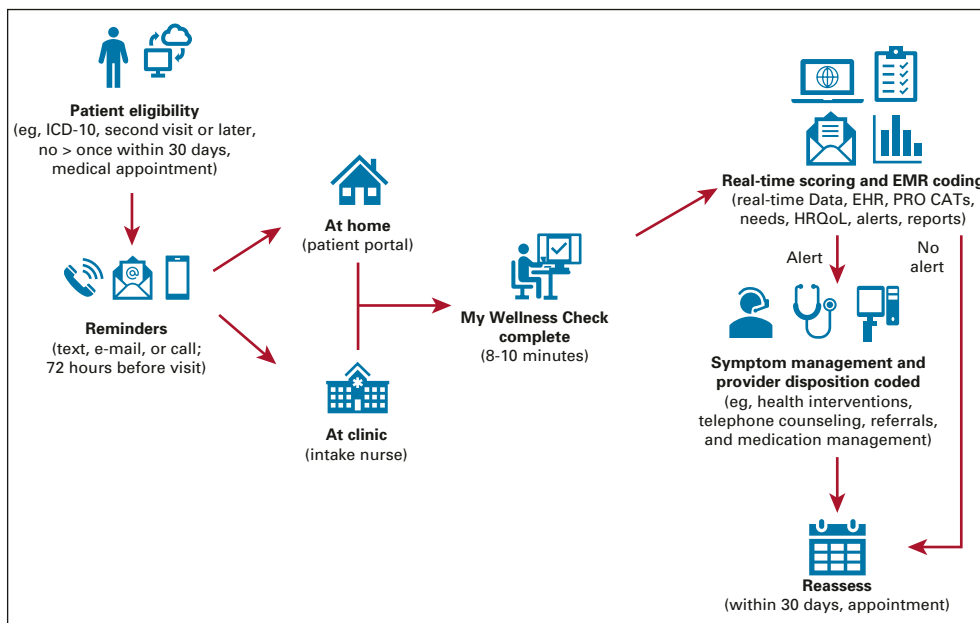 Patient eligibility
(eg, ICD-10, second visit or later,
no > once within 30 days,
medical appointment)
@
Reminders
(text, e-mail, or call;
72 hours before visit)
At home
(patient portal)
At clinic
(intake nurse)
My Wellness Check
complete
(8-10 minutes)
Real-time scoring and EMR coding
(real-time Data, EHR, PRO CATs,
needs, HRQoL, alerts, reports)
Alert
No
alert
Symptom management and
provider disposition coded
(eg, health interventions,
telephone counseling, referrals,
and medication management)
Reassess
(within 30 days, appointment)